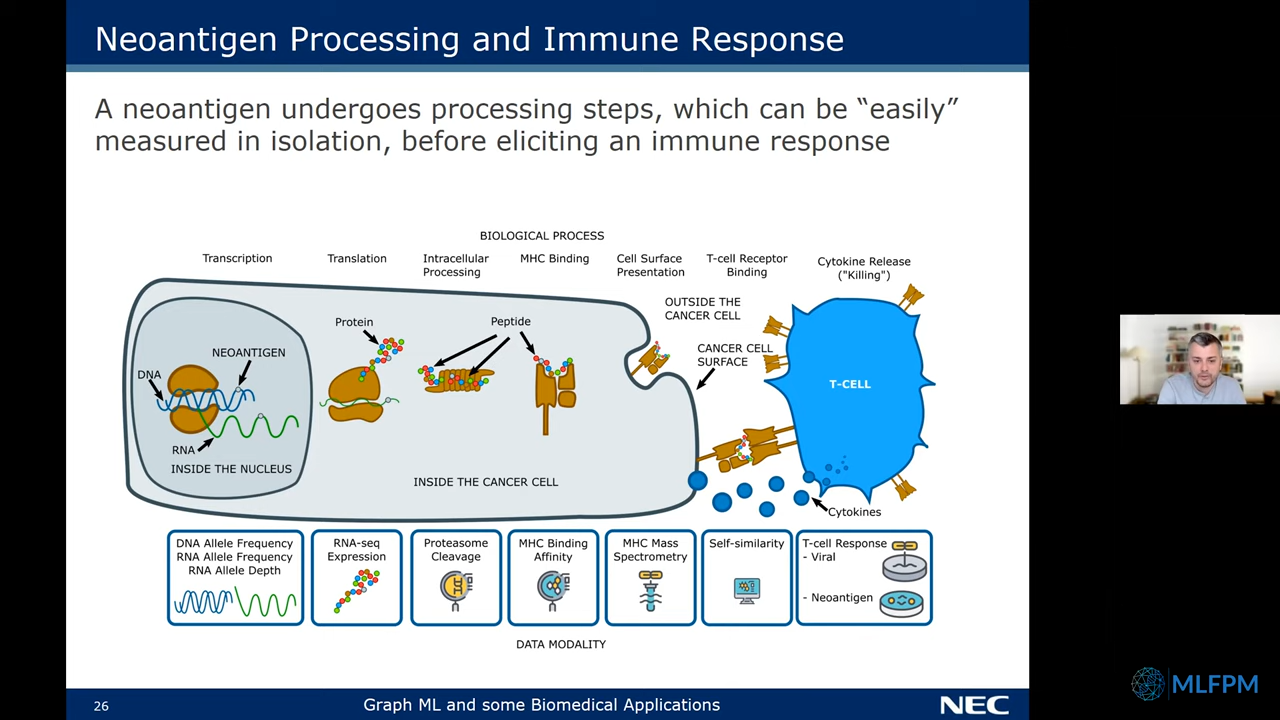 Neoantigen Processing and Immune Response
A neoantigen undergoes processing steps, which can be “easily”
measured in isolation, before eliciting an immune response
BIOLOGICAL PROCESS
Transcription
Translation
Intracellular
Processing
MHC Binding
Cell Surface
Presentation
T-cell Receptor
Binding
Cytokine Release
("Killing")
OUTSIDE THE
CANCER CELL
Protein
Peptide
NEOANTIGEN
CANCER CELL
SURFACE
DNA
T-CELL
RNA
INSIDE THE NUCLEUS
INSIDE THE CANCER CELL
Cytokines
DNA Allele Frequency
RNA Allele Frequency
RNA Allele Depth
RNA-seq
Expression
Proteasome
Cleavage
MHC Binding
Affinity
MHC Mass
Spectrometry
Self-similarity
T-cell Response
- Viral
- Neoantigen
DATA MODALITY
26
Graph ML and some Biomedical Applications
NEC
MLFPM